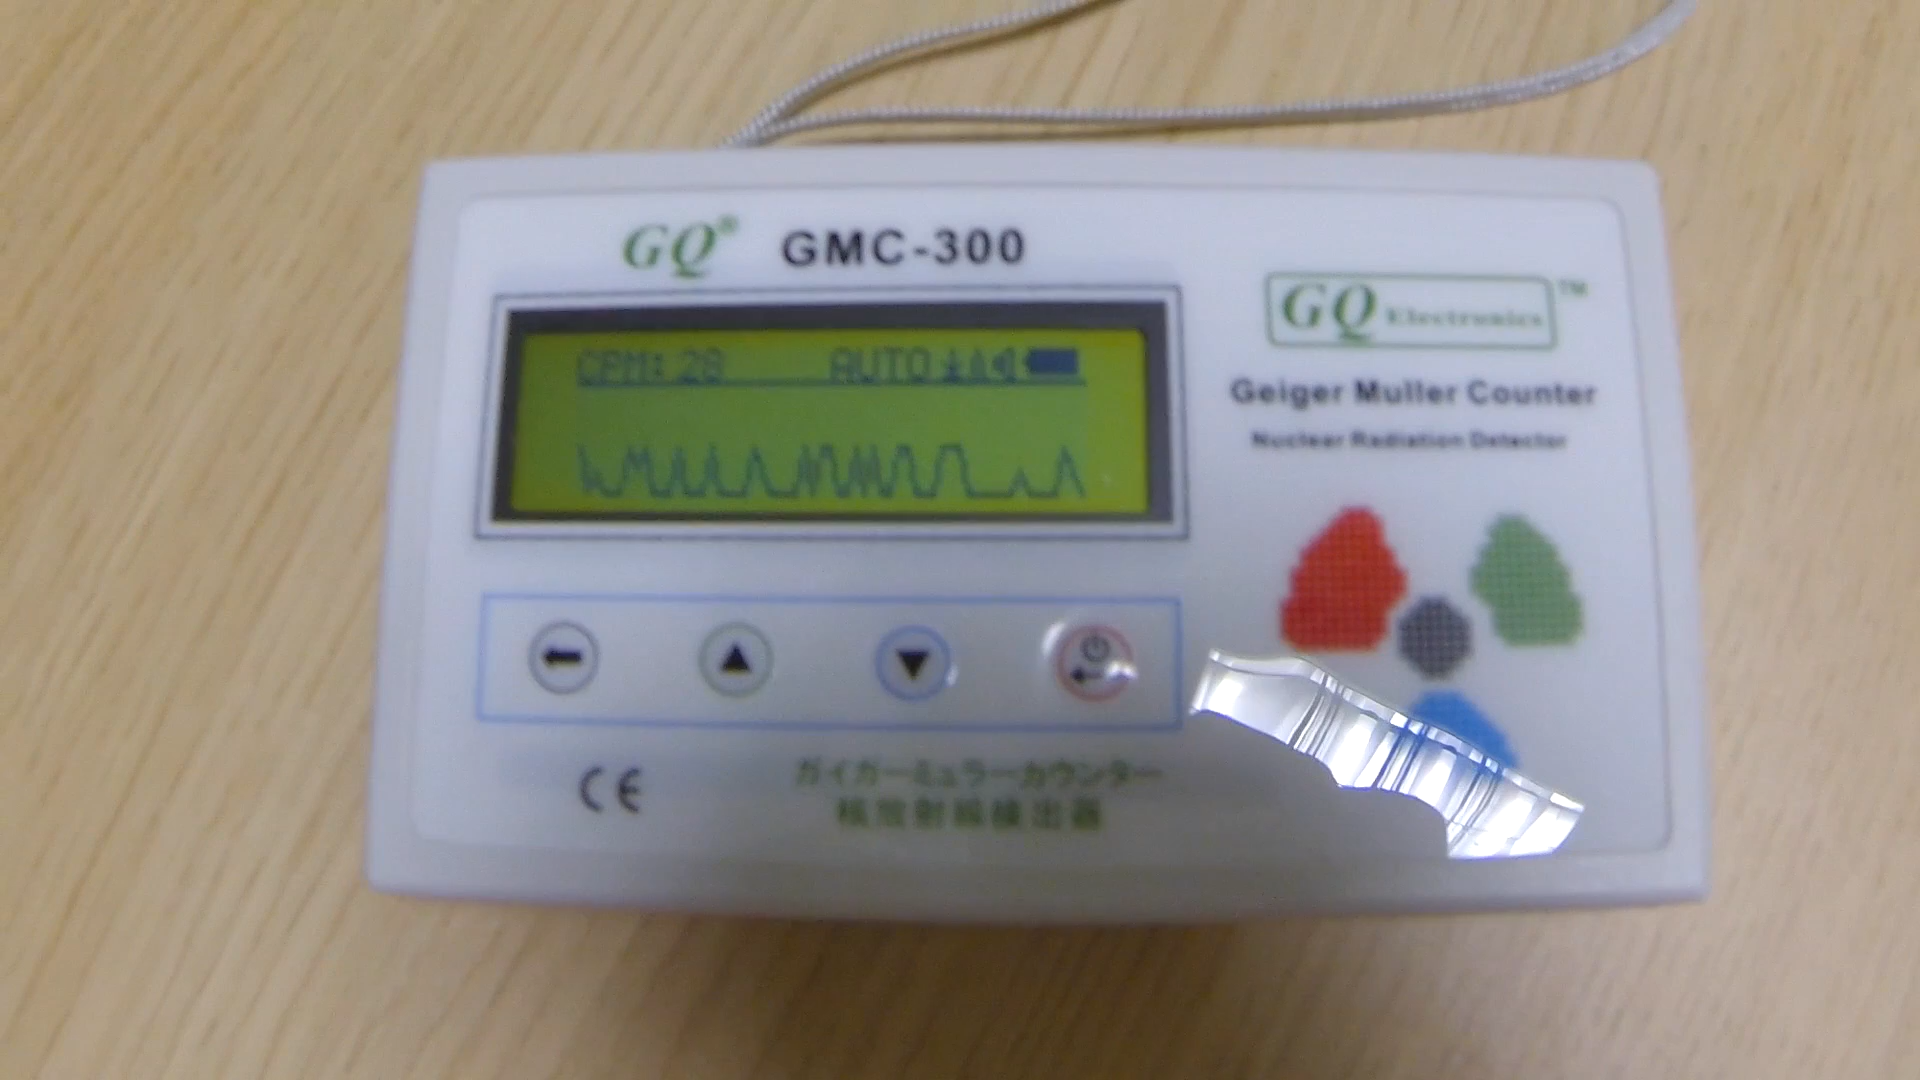 GQ® GMC-300
GQ Electronics™
CPM: 28 AUTO
Geiger Muller Counter
Nuclear Radiation Detector
CE
ガイガーミュラーカウンター
核放射線検出器